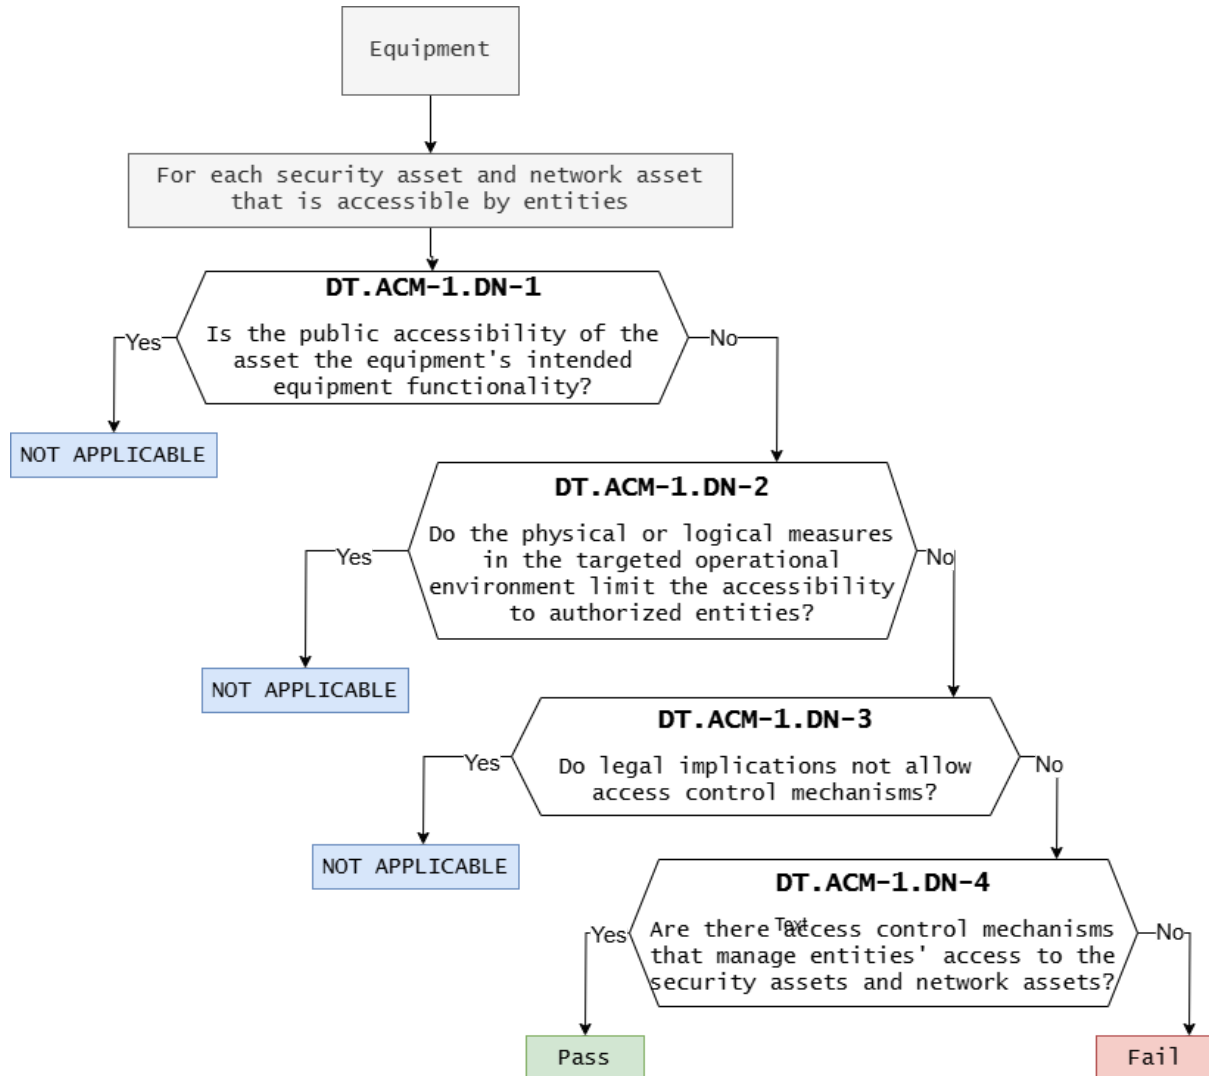 Equipment
For each security asset and network asset
that is accessible by entities
DT.ACM-1.DN-1
Is the public accessibility of the
asset the equipment's intended
equipment functionality?
Yes
No
NOT APPLICABLE
DT.ACM-1.DN-2
Do the physical or logical measures
in the targeted operational
environment limit the accessibility
to authorized entities?
Yes
No
NOT APPLICABLE
DT.ACM-1.DN-3
Do legal implications not allow
access control mechanisms?
Yes
No
NOT APPLICABLE
DT.ACM-1.DN-4
Text
Are there access control mechanisms
that manage entities' access to the
security assets and network assets?
Yes
No
Pass
Fail